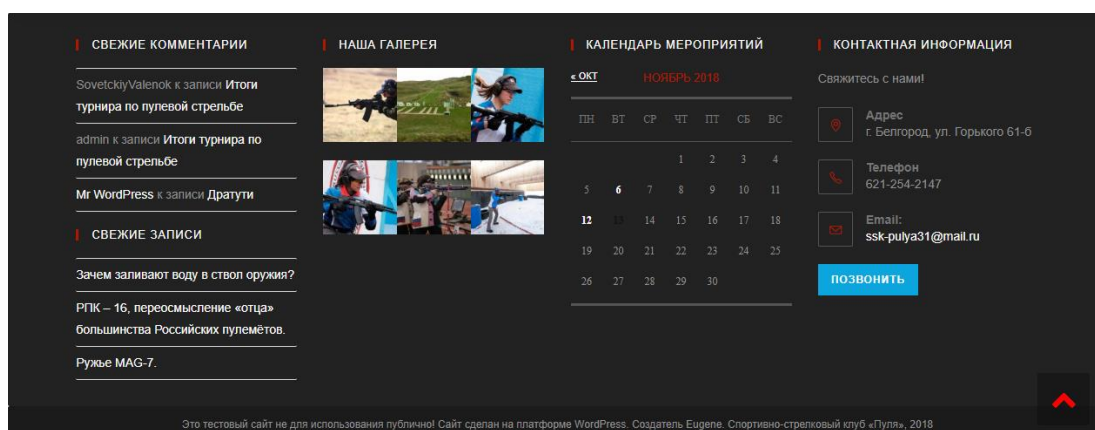 СВЕЖИЕ КОММЕНТАРИИ
SovetckiyValenok к записи Итоги
турнира по пулевой стрельбе
admin к записи Итоги турнира по
пулевой стрельбе
Mr WordPress к записи Дратути
СВЕЖИЕ ЗАПИСИ
Зачем заливают воду в ствол оружия?
РПК – 16, переосмысление «отца»
большинства Российских пулемётов.
Ружье MAG-7.
НАША ГАЛЕРЕЯ
КАЛЕНДАРЬ МЕРОПРИЯТИЙ
« ОКТ НОЯБРЬ 2018
ПН ВТ СР ЧТ ПТ СБ ВС
1 2 3 4
5 6 7 8 9 10 11
12 13 14 15 16 17 18
19 20 21 22 23 24 25
26 27 28 29 30
КОНТАКТНАЯ ИНФОРМАЦИЯ
Свяжитесь с нами!
Адрес
г. Белгород, ул. Горького 61-б
Телефон
621-254-2147
Email:
ssk-pulya31@mail.ru
ПОЗВОНИТЬ
Это тестовый сайт не для использования публично! Сайт сделан на платформе WordPress. Создатель Eugene. Спортивно-стрелковый клуб «Пуля», 2018